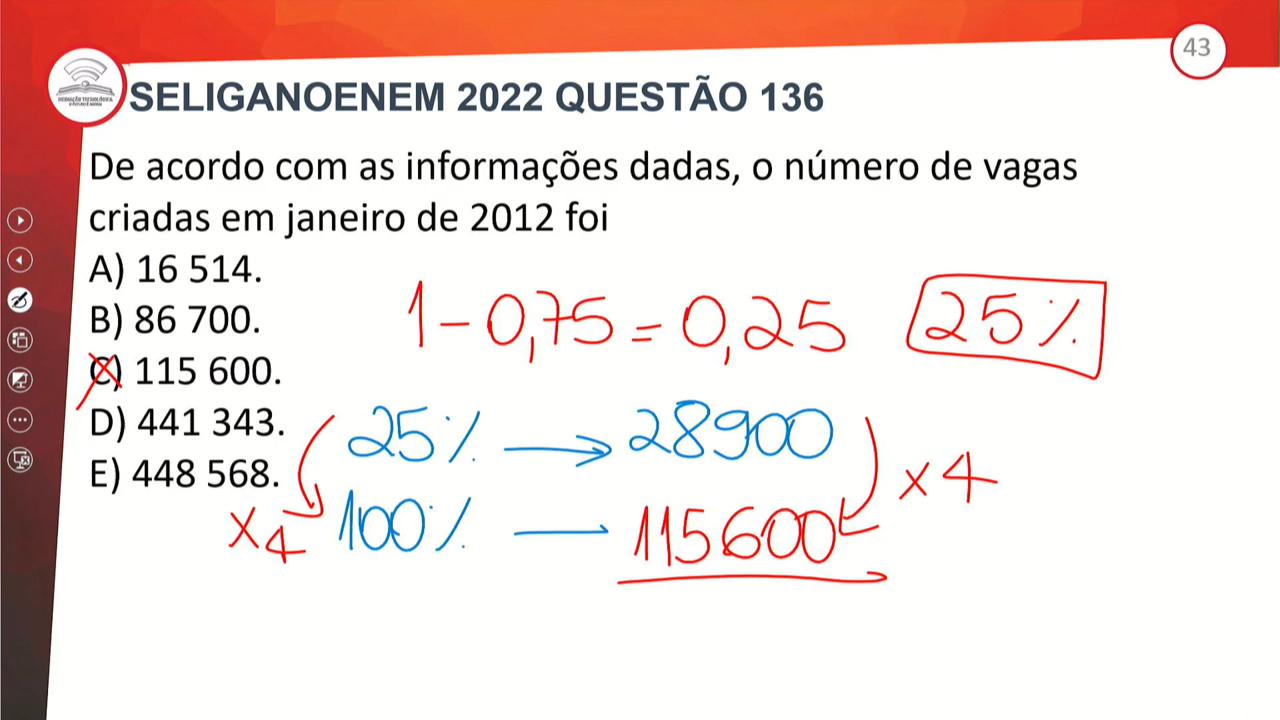 43
SELIGANOENEM 2022 QUESTÃO 136
De acordo com as informações dadas, o número de vagas
criadas em janeiro de 2012 foi
A) 16 514.
B) 86 700.
C) 115 600.
D) 441 343.
E) 448 568.
1 - 0,75 = 0,25 25%
25% → 28900
x4
100% — 115600
x4